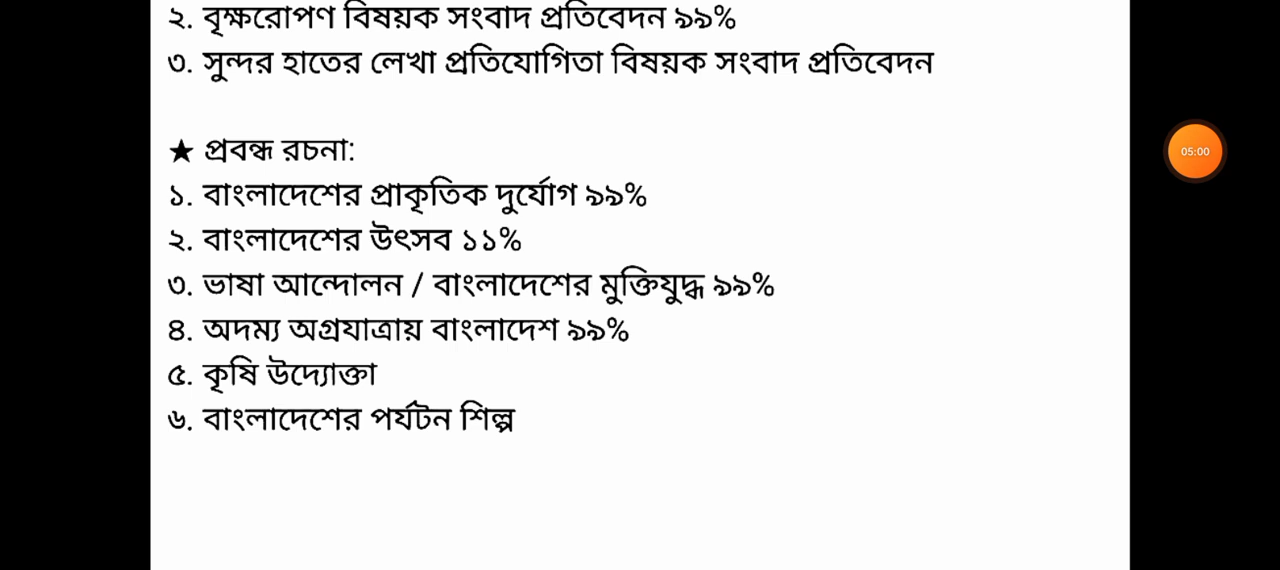 ২. বৃক্ষরোপণ বিষয়ক সংবাদ প্রতিবেদন ৯৯%
৩. সুন্দর হাতের লেখা প্রতিযোগিতা বিষয়ক সংবাদ প্রতিবেদন
★ প্রবন্ধ রচনা:
১. বাংলাদেশের প্রাকৃতিক দুর্যোগ ৯৯%
২. বাংলাদেশের উৎসব ১১%
৩. ভাষা আন্দোলন / বাংলাদেশের মুক্তিযুদ্ধ ৯৯%
৪. অদম্য অগ্রযাত্রায় বাংলাদেশ ৯৯%
৫. কৃষি উদ্যোক্তা
৬. বাংলাদেশের পর্যটন শিল্প
05:00